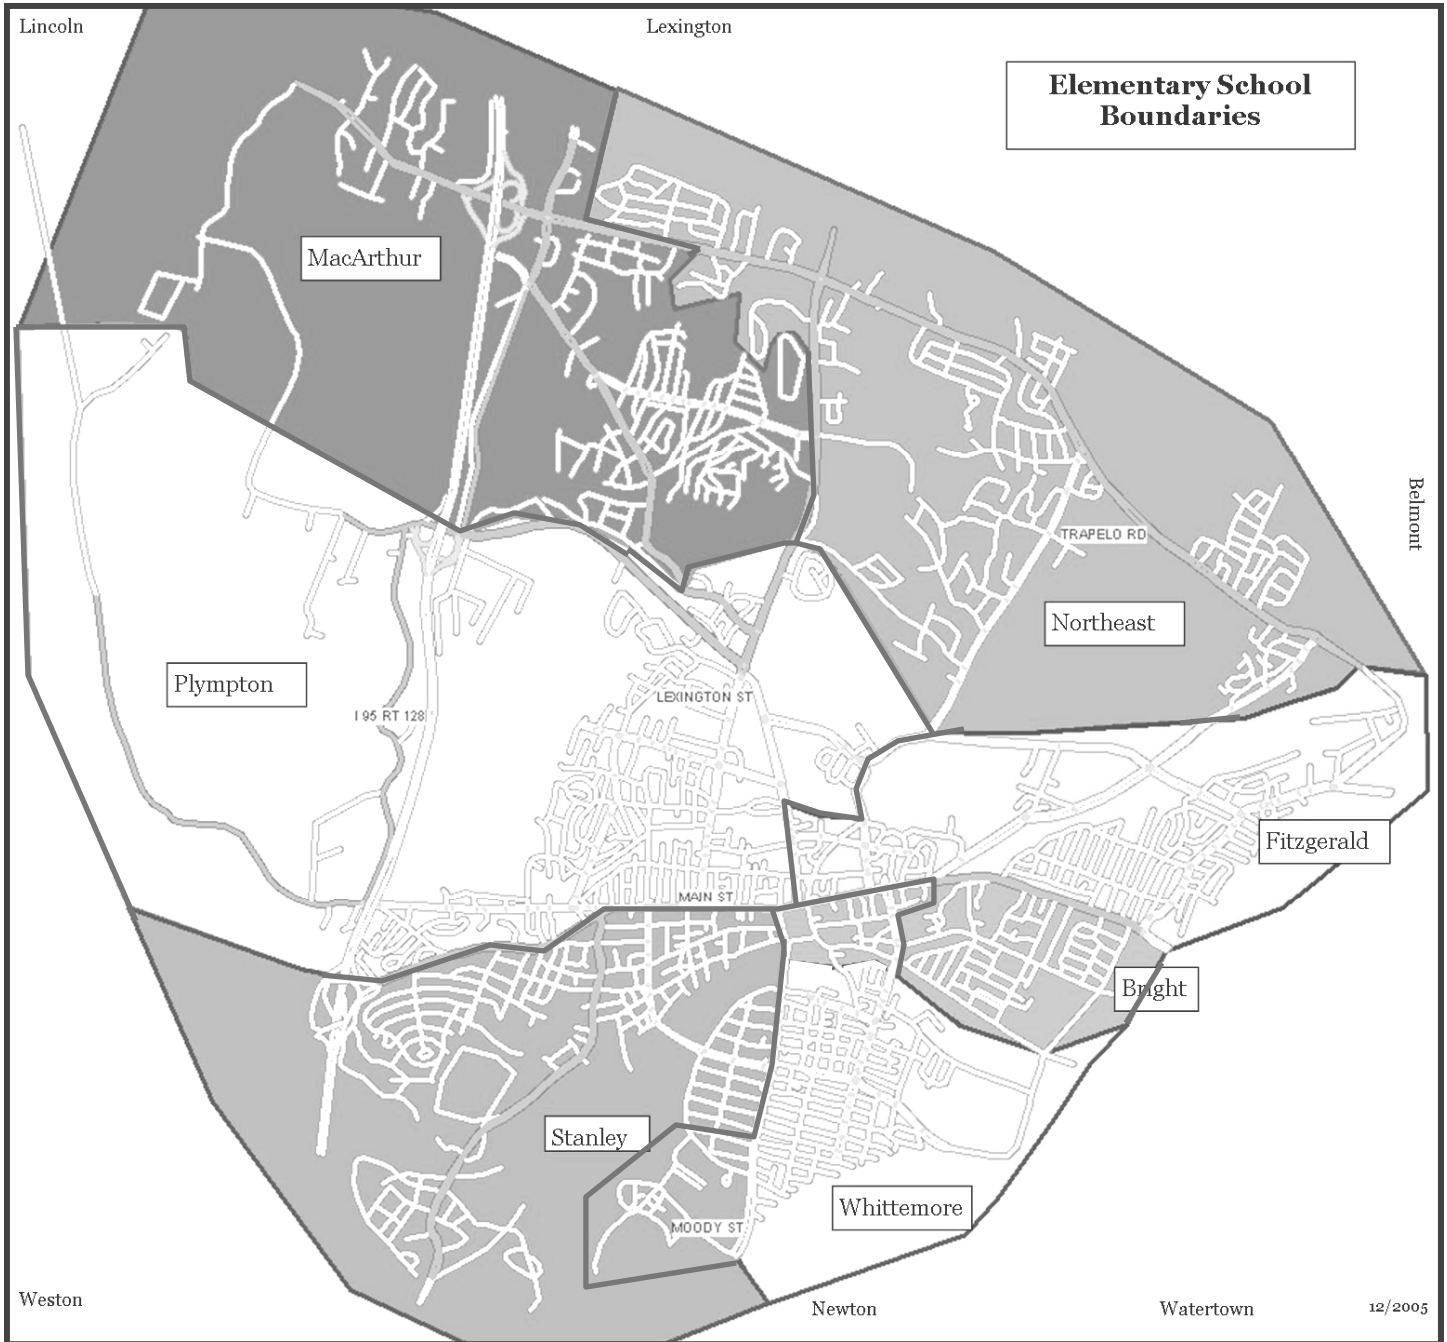 Lincoln
Lexington
Elementary School
Boundaries
MacArthur
Belmont
TRAPELO RD
Northeast
Plympton
LEXINGTON ST
I 95 RT 128
Fitzgerald
MAIN ST
Bright
Stanley
Whittemore
MOODY ST
Weston
Newton
Watertown
12/2005